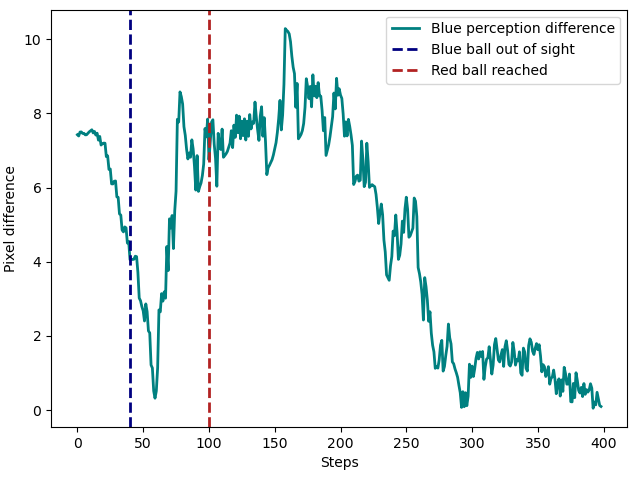 Blue perception difference
Blue ball out of sight
Red ball reached
Pixel difference
10
8
6
4
2
0
0 50 100 150 200 250 300 350 400
Steps